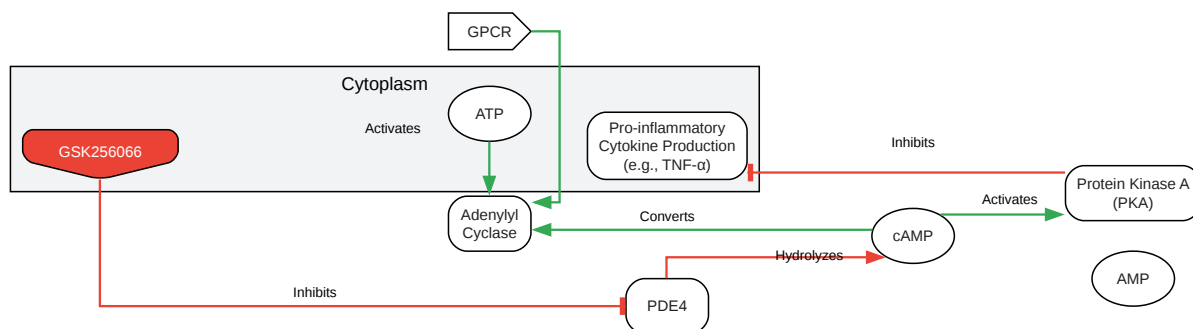 GPCR
Cytoplasm
ATP
Activates
Pro-inflammatory
Cytokine Production
(e.g., TNF-α)
GSK256066
Inhibits
Protein Kinase A
(PKA)
Activates
Adenylyl
Cyclase
Converts
cAMP
Hydrolyzes
AMP
Inhibits
PDE4